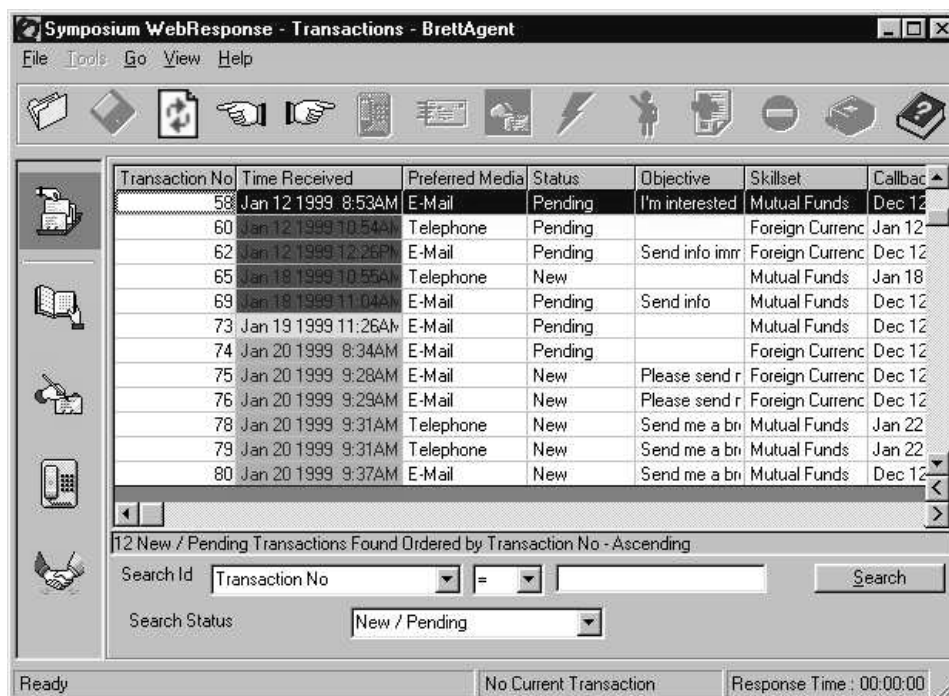 Symposium WebResponse - Transactions - BrettAgent
File Tools Go View Help
Transaction No Time Received Preferred Media Status Objective Skillset Callbac
58 Jan 12 1999 8:53AM E-Mail Pending I'm interested Mutual Funds Dec 12
60 Jan 12 1999 10:54AM Telephone Pending Foreign Currenc Jan 12
62 Jan 12 1999 12:26PM E-Mail Pending Send info imm Foreign Currenc Dec 12
65 Jan 18 1999 10:55AM Telephone New Mutual Funds Jan 18
69 Jan 18 1999 11:04AM E-Mail Pending Send info Mutual Funds Dec 12
73 Jan 19 1999 11:26AM E-Mail Pending Mutual Funds Dec 12
74 Jan 20 1999 8:34AM E-Mail Pending Foreign Currenc Dec 12
75 Jan 20 1999 9:28AM E-Mail New Please send r Foreign Currenc Dec 12
76 Jan 20 1999 9:29AM E-Mail New Please send r Foreign Currenc Dec 12
78 Jan 20 1999 9:31AM Telephone New Send me a bro Mutual Funds Jan 22
79 Jan 20 1999 9:31AM Telephone New Send me a bro Mutual Funds Jan 22
80 Jan 20 1999 9:37AM E-Mail New Send me a bro Mutual Funds Dec 12
12 New / Pending Transactions Found Ordered by Transaction No - Ascending
Search Id Transaction No = Search
Search Status New / Pending
Ready No Current Transaction Response Time : 00:00:00